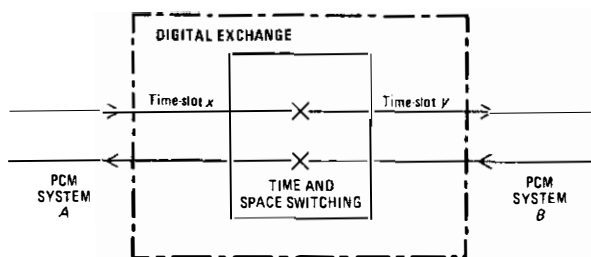 DIGITAL EXCHANGE
Time-slot x
Time-slot y
PCM
SYSTEM
A
TIME AND
SPACE SWITCHING
PCM
SYSTEM
B